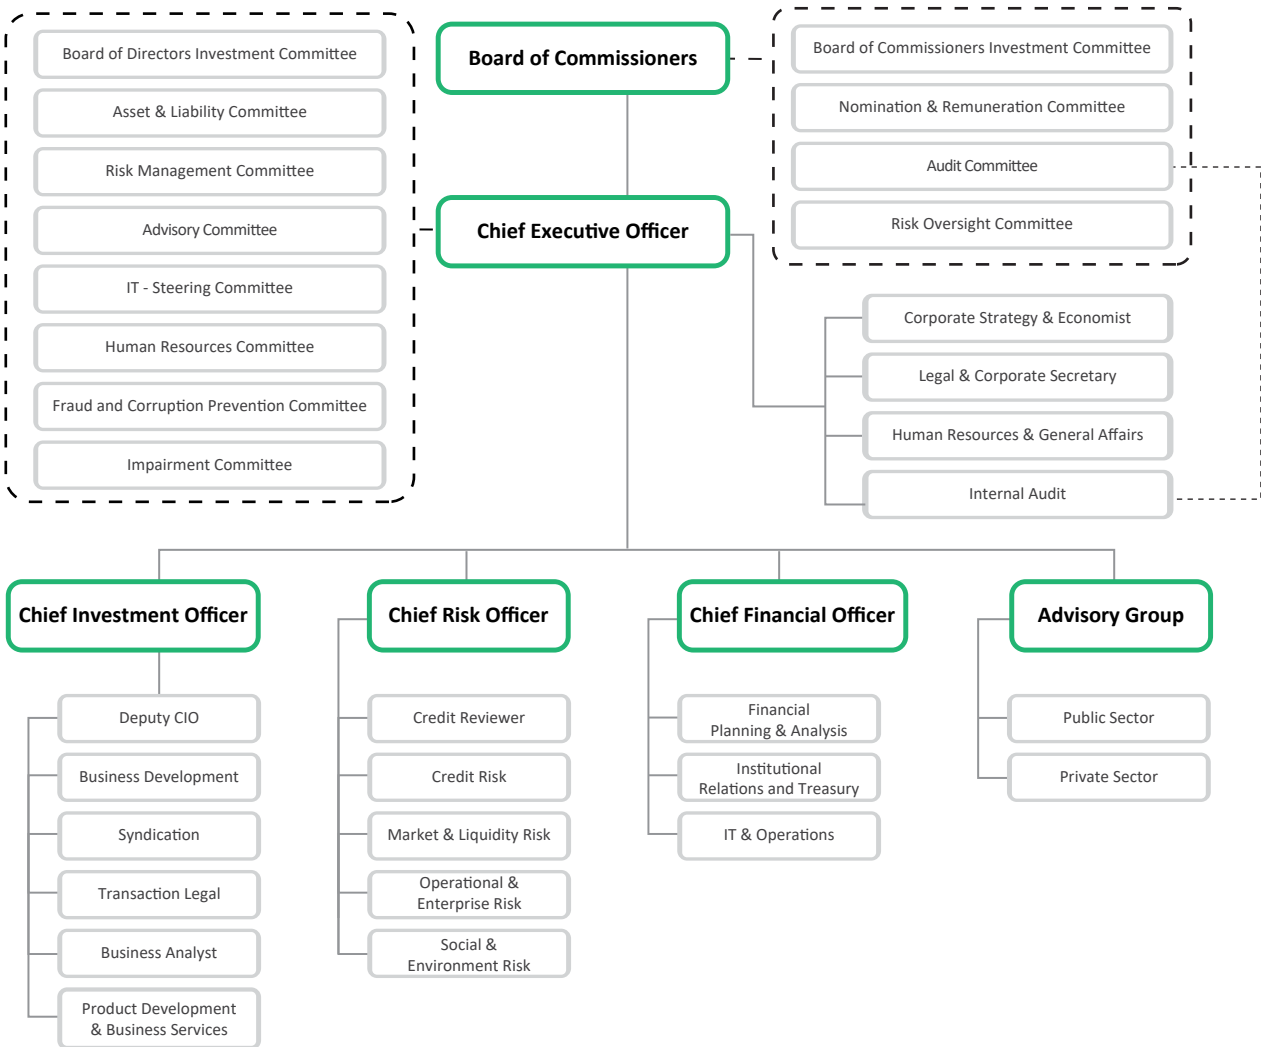 Board of Directors Investment Committee
Asset & Liability Committee
Risk Management Committee
Advisory Committee
IT - Steering Committee
Human Resources Committee
Fraud and Corruption Prevention Committee
Impairment Committee
Board of Commissioners
Chief Executive Officer
Board of Commissioners Investment Committee
Nomination & Remuneration Committee
Audit Committee
Risk Oversight Committee
Corporate Strategy & Economist
Legal & Corporate Secretary
Human Resources & General Affairs
Internal Audit
Chief Investment Officer
Deputy CIO
Business Development
Syndication
Transaction Legal
Business Analyst
Product Development
& Business Services
Chief Risk Officer
Credit Reviewer
Credit Risk
Market & Liquidity Risk
Operational &
Enterprise Risk
Social &
Environment Risk
Chief Financial Officer
Financial
Planning & Analysis
Institutional
Relations and Treasury
IT & Operations
Advisory Group
Public Sector
Private Sector